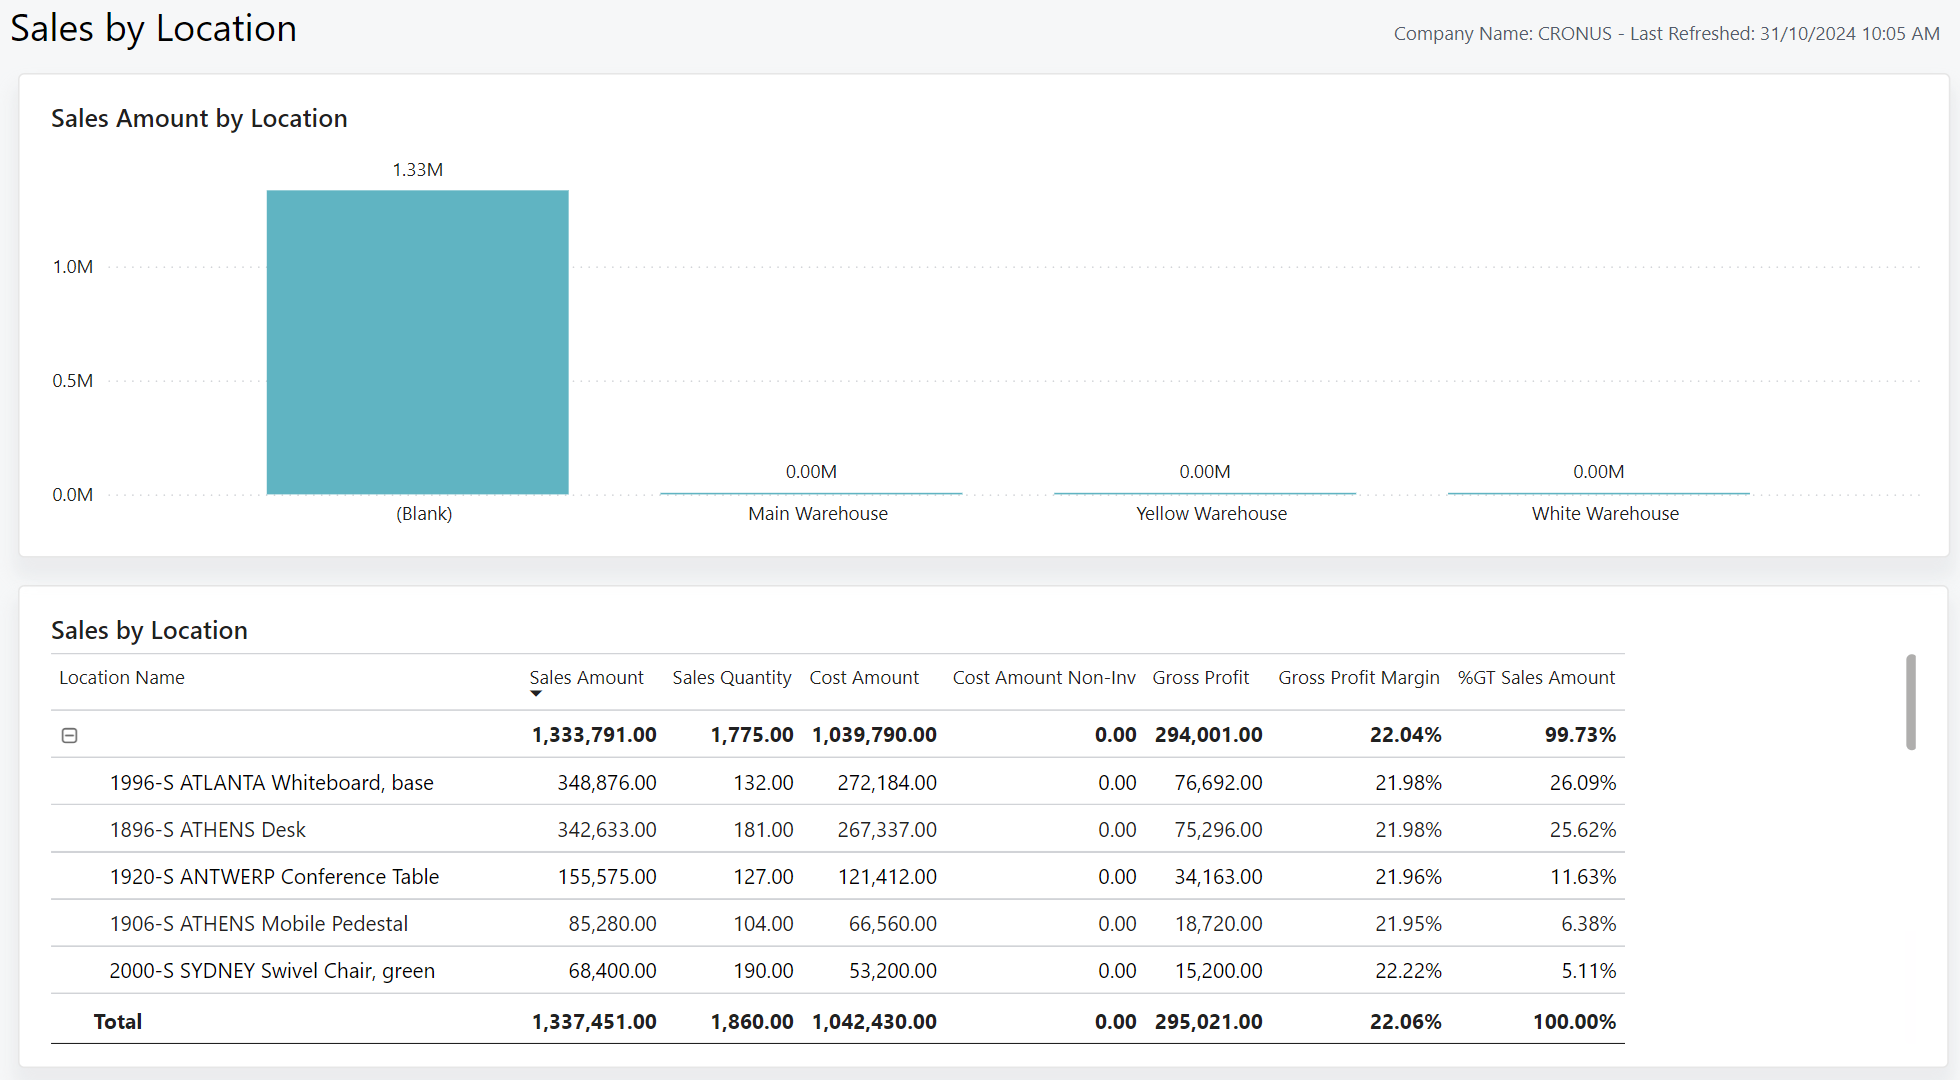 Sales by Location
Company Name: CRONUS - Last Refreshed: 31/10/2024 10:05 AM
Sales Amount by Location
1.33M
1.0M
0.5M
0.00M 0.00M 0.00M
0.0M
(Blank) Main Warehouse Yellow Warehouse White Warehouse
Sales by Location
Location Name Sales Amount Sales Quantity Cost Amount Cost Amount Non-Inv Gross Profit Gross Profit Margin %GT Sales Amount
1,333,791.00 1,775.00 1,039,790.00 0.00 294,001.00 22.04% 99.73%
1996-S ATLANTA Whiteboard, base 348,876.00 132.00 272,184.00 0.00 76,692.00 21.98% 26.09%
1896-S ATHENS Desk 342,633.00 181.00 267,337.00 0.00 75,296.00 21.98% 25.62%
1920-S ANTWERP Conference Table 155,575.00 127.00 121,412.00 0.00 34,163.00 21.96% 11.63%
1906-S ATHENS Mobile Pedestal 85,280.00 104.00 66,560.00 0.00 18,720.00 21.95% 6.38%
2000-S SYDNEY Swivel Chair, green 68,400.00 190.00 53,200.00 0.00 15,200.00 22.22% 5.11%
Total 1,337,451.00 1,860.00 1,042,430.00 0.00 295,021.00 22.06% 100.00%